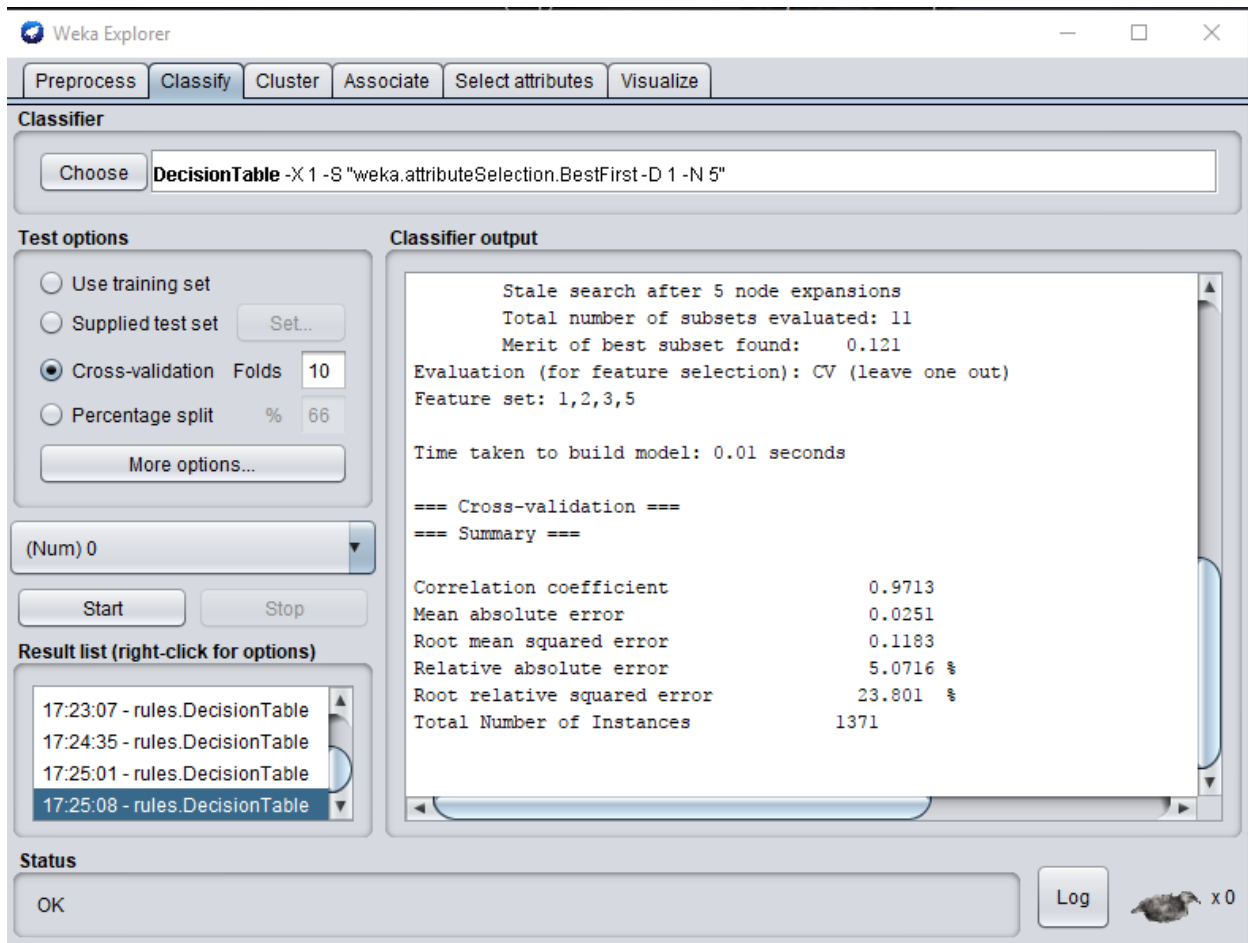 Weka Explorer
Preprocess Classify Cluster Associate Select attributes Visualize
Classifier
Choose DecisionTable -X 1 -S "weka.attributeSelection.BestFirst -D 1 -N 5"
Test options
Use training set
Supplied test set Set...
Cross-validation Folds 10
Percentage split % 66
More options...
(Num) 0
Start Stop
Result list (right-click for options)
17:23:07 - rules.DecisionTable
17:24:35 - rules.DecisionTable
17:25:01 - rules.DecisionTable
17:25:08 - rules.DecisionTable
Classifier output
Stale search after 5 node expansions
Total number of subsets evaluated: 11
Merit of best subset found: 0.121
Evaluation (for feature selection): CV (leave one out)
Feature set: 1,2,3,5
Time taken to build model: 0.01 seconds
=== Cross-validation ===
=== Summary ===
Correlation coefficient 0.9713
Mean absolute error 0.0251
Root mean squared error 0.1183
Relative absolute error 5.0716 %
Root relative squared error 23.801 %
Total Number of Instances 1371
Status
OK
Log x 0